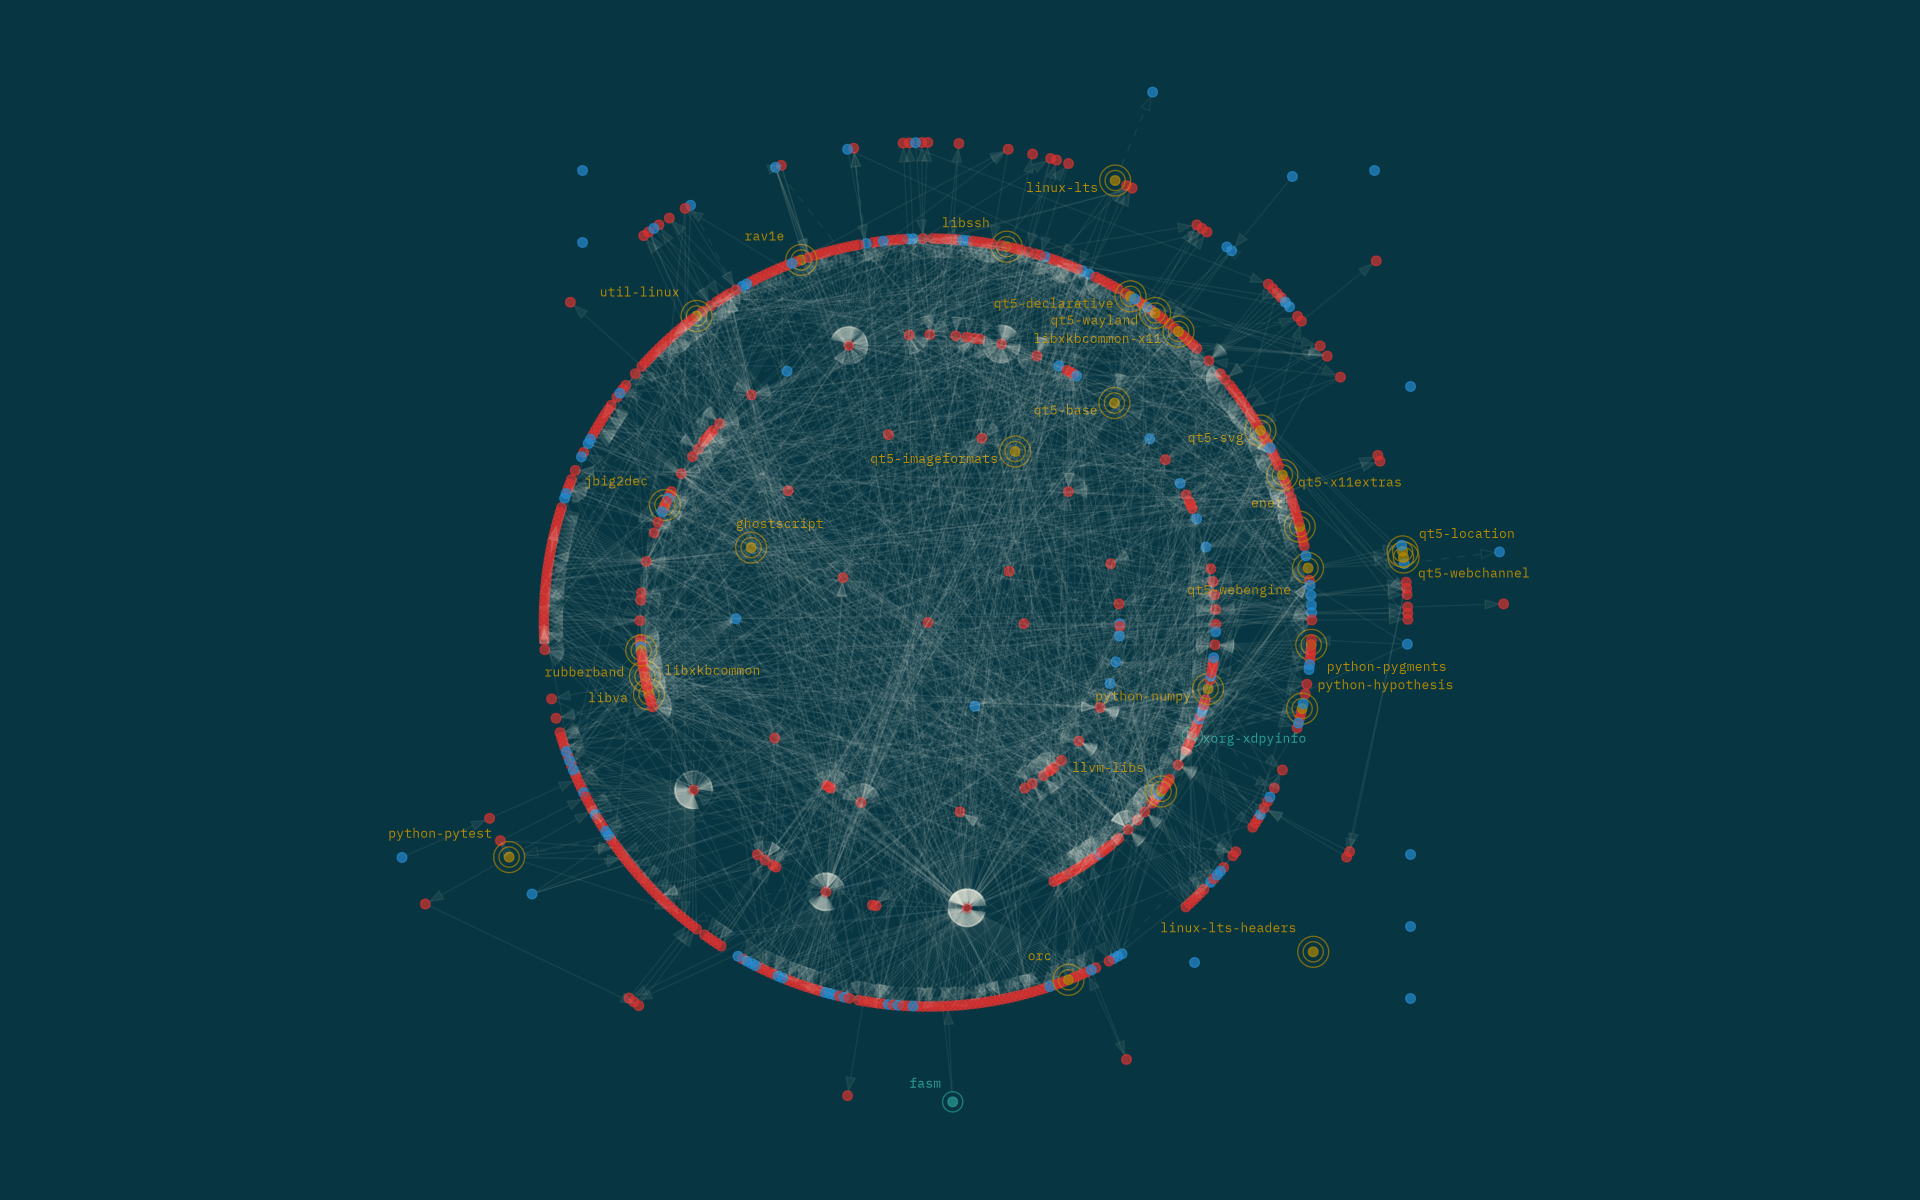 linux-lts
libssh
rav1e
util-linux
qt5-declarative
qt5-wayland
libxkbcommon-x11
qt5-base
qt5-svg
qt5-imageformats
jbig2dec
qt5-x11extras
enet
ghostscript
qt5-location
qt5-webchannel
qt5-webengine
python-pygments
rubberband
libxkbcommon
python-hypothesis
libva
python-numpy
xorg-xdpyinfo
llvm-libs
python-pytest
linux-lts-headers
orc
fasm